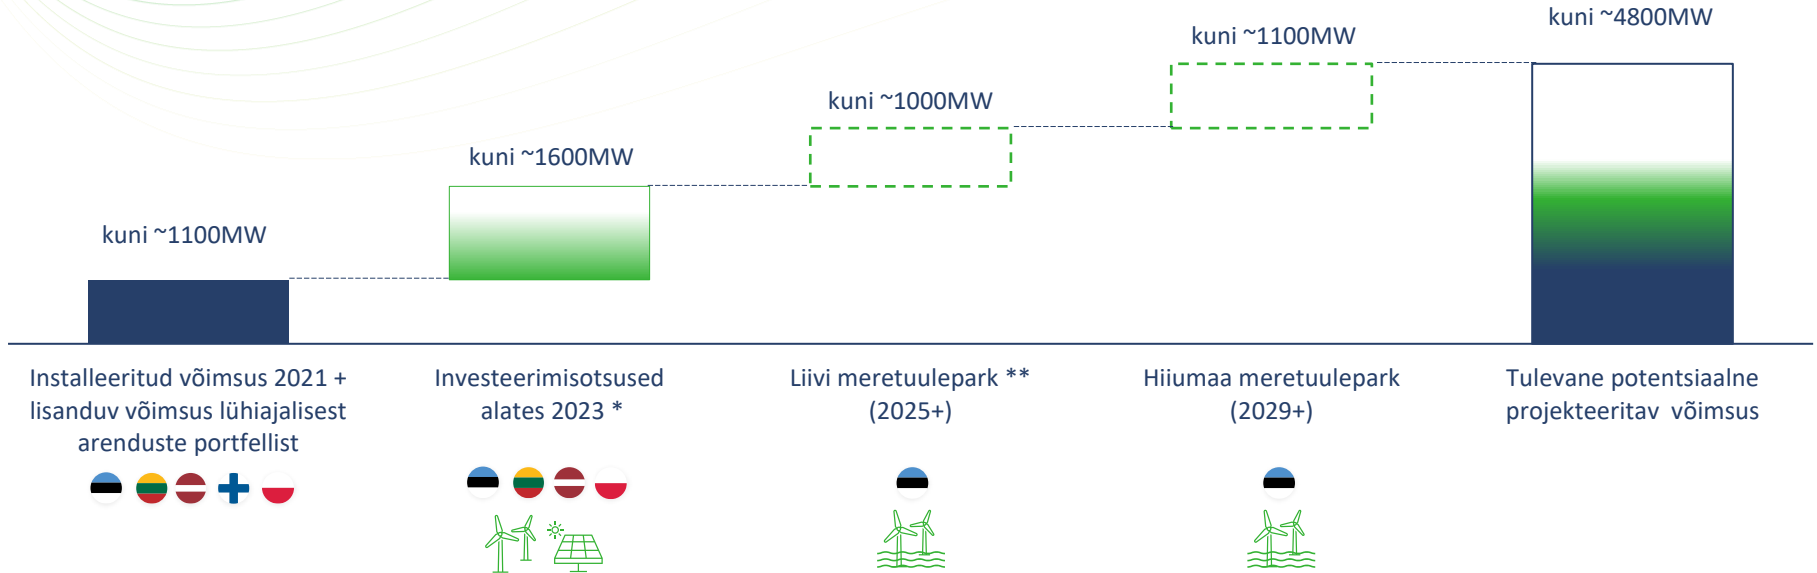 kuni ~1100MW
kuni ~1600MW
kuni ~1000MW
kuni ~1100MW
kuni ~4800MW
Installeeritud võimsus 2021 +
lisanduv võimsus lühiajalisest
arenduste portfellist
Investeerimisotsused
alates 2023 *
Liivi meretuulepark **
(2025+)
Hiiumaa meretuulepark
(2029+)
Tulevane potentsiaalne
projekteeritav võimsus